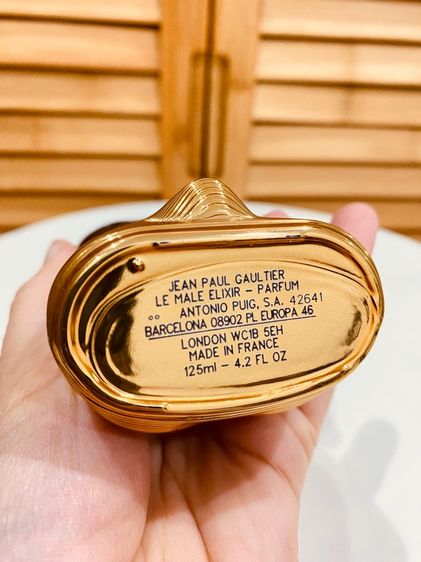 JEAN PAUL GAULTIER
LE MALE ELIXIR – PARFUM
ANTONIO PUIG, S.A. 42641
BARCELONA 08902 PL EUROPA 46
LONDON WC1B 5EH
MADE IN FRANCE
125ml – 4.2 FL OZ